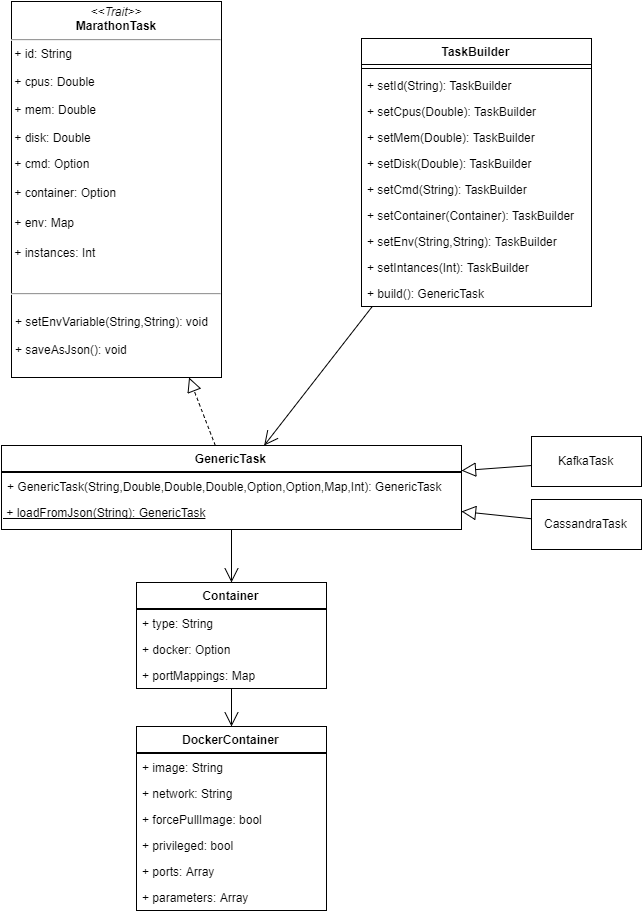 <<Trait>>
MarathonTask
+ id: String
+ cpus: Double
+ mem: Double
+ disk: Double
+ cmd: Option
+ container: Option
+ env: Map
+ instances: Int
+ setEnvVariable(String,String): void
+ saveAsJson(): void
TaskBuilder
+ setId(String): TaskBuilder
+ setCpus(Double): TaskBuilder
+ setMem(Double): TaskBuilder
+ setDisk(Double): TaskBuilder
+ setCmd(String): TaskBuilder
+ setContainer(Container): TaskBuilder
+ setEnv(String,String): TaskBuilder
+ setIntances(Int): TaskBuilder
+ build(): GenericTask
GenericTask
+ GenericTask(String,Double,Double,Double,Option,Option,Map,Int): GenericTask
+ loadFromJson(String): GenericTask
KafkaTask
CassandraTask
Container
+ type: String
+ docker: Option
+ portMappings: Map
DockerContainer
+ image: String
+ network: String
+ forcePullImage: bool
+ privileged: bool
+ ports: Array
+ parameters: Array